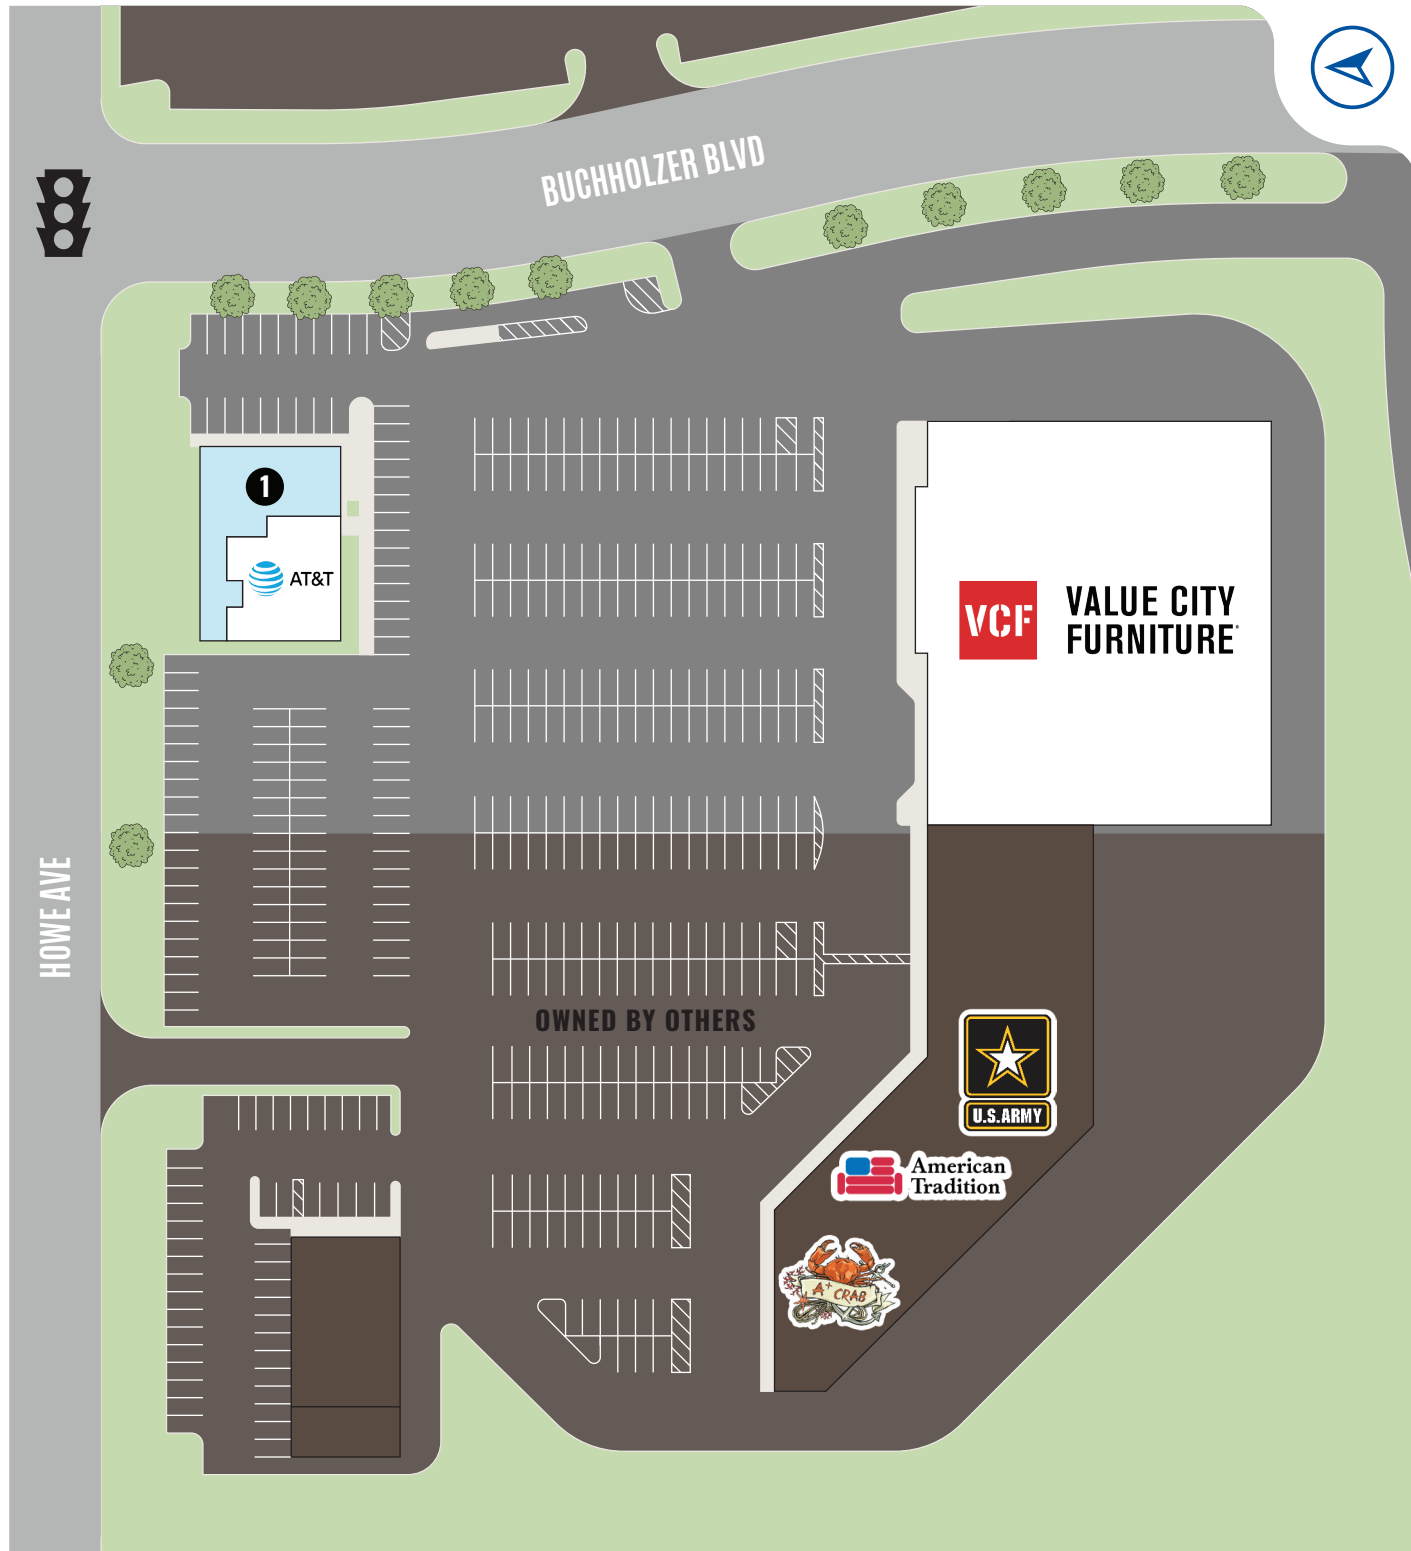 BUCHHOLZER BLVD
1
AT&T
VCF
VALUE CITY
FURNITURE
HOWE AVE
OWNED BY OTHERS
U.S.ARMY
American
Tradition
A+ CRAB